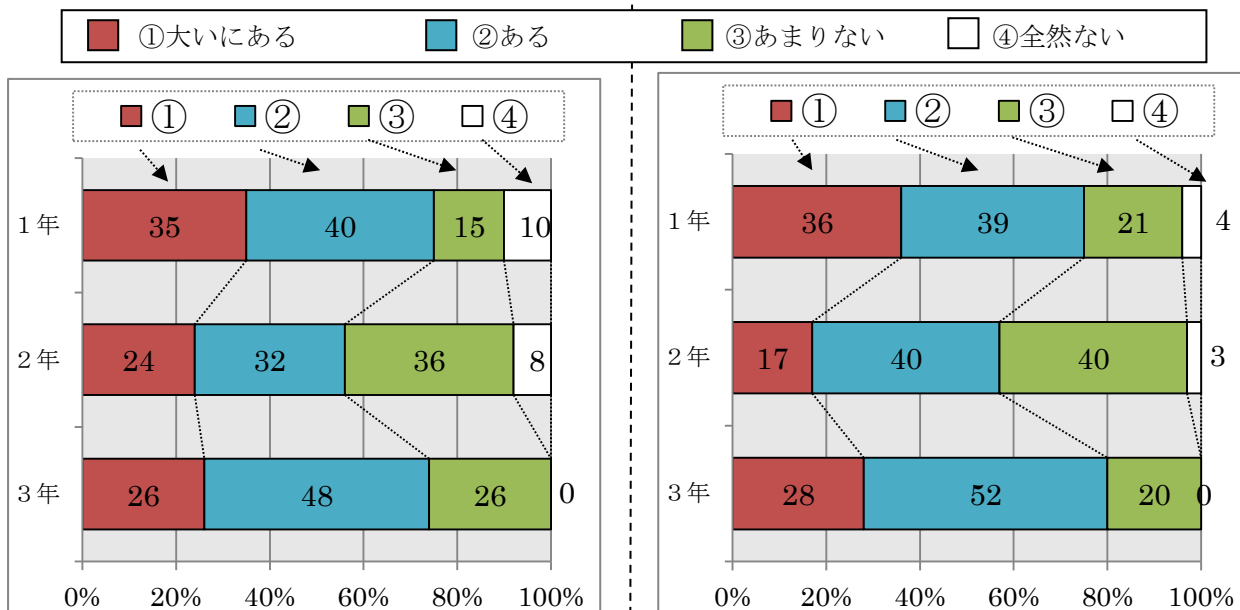 ①大いにある ②ある ③あまりない ④全然ない
① ② ③ ④
1年 35 40 15 10
2年 24 32 36 8
3年 26 48 26 0
0% 20% 40% 60% 80% 100%
① ② ③ ④
1年 36 39 21 4
2年 17 40 40 3
3年 28 52 20 0
0% 20% 40% 60% 80% 100%